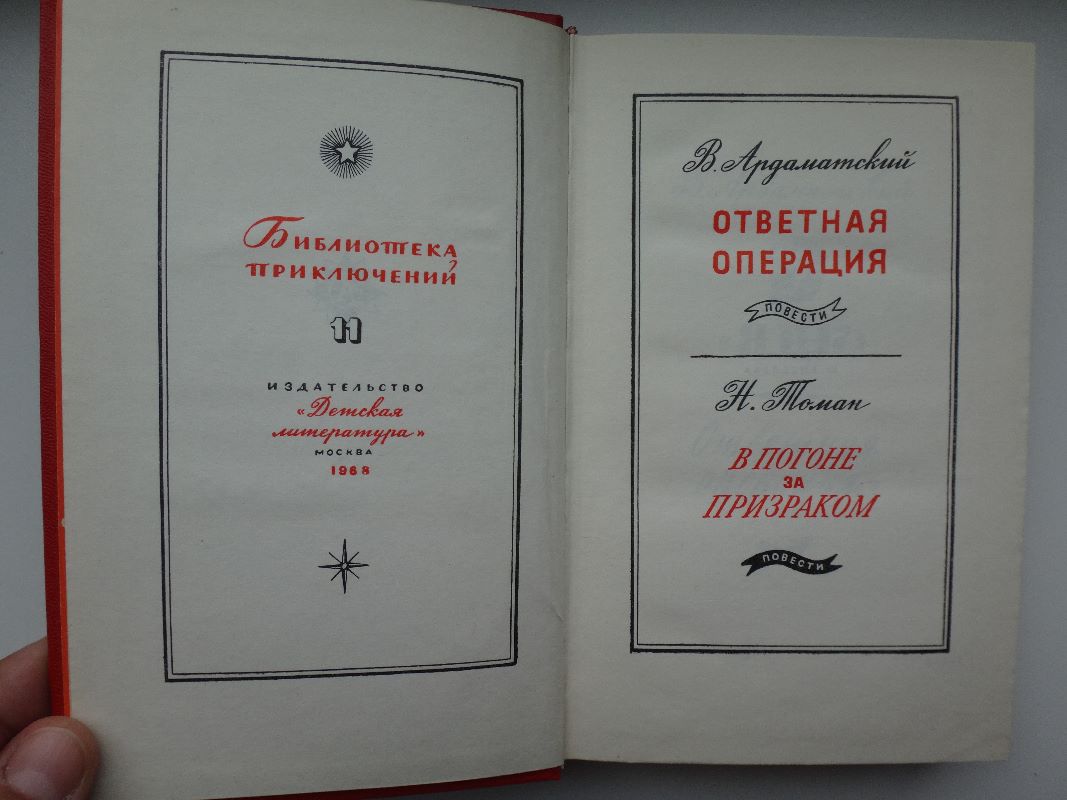 Библиотека
приключений
11
ИЗДАТЕЛЬСТВО
«Детская
литература»
МОСКВА
1968
В. Ардаматский
ОТВЕТНАЯ
ОПЕРАЦИЯ
ПОВЕСТИ
Н. Томан
В ПОГОНЕ
ЗА
ПРИЗРАКОМ
ПОВЕСТИ